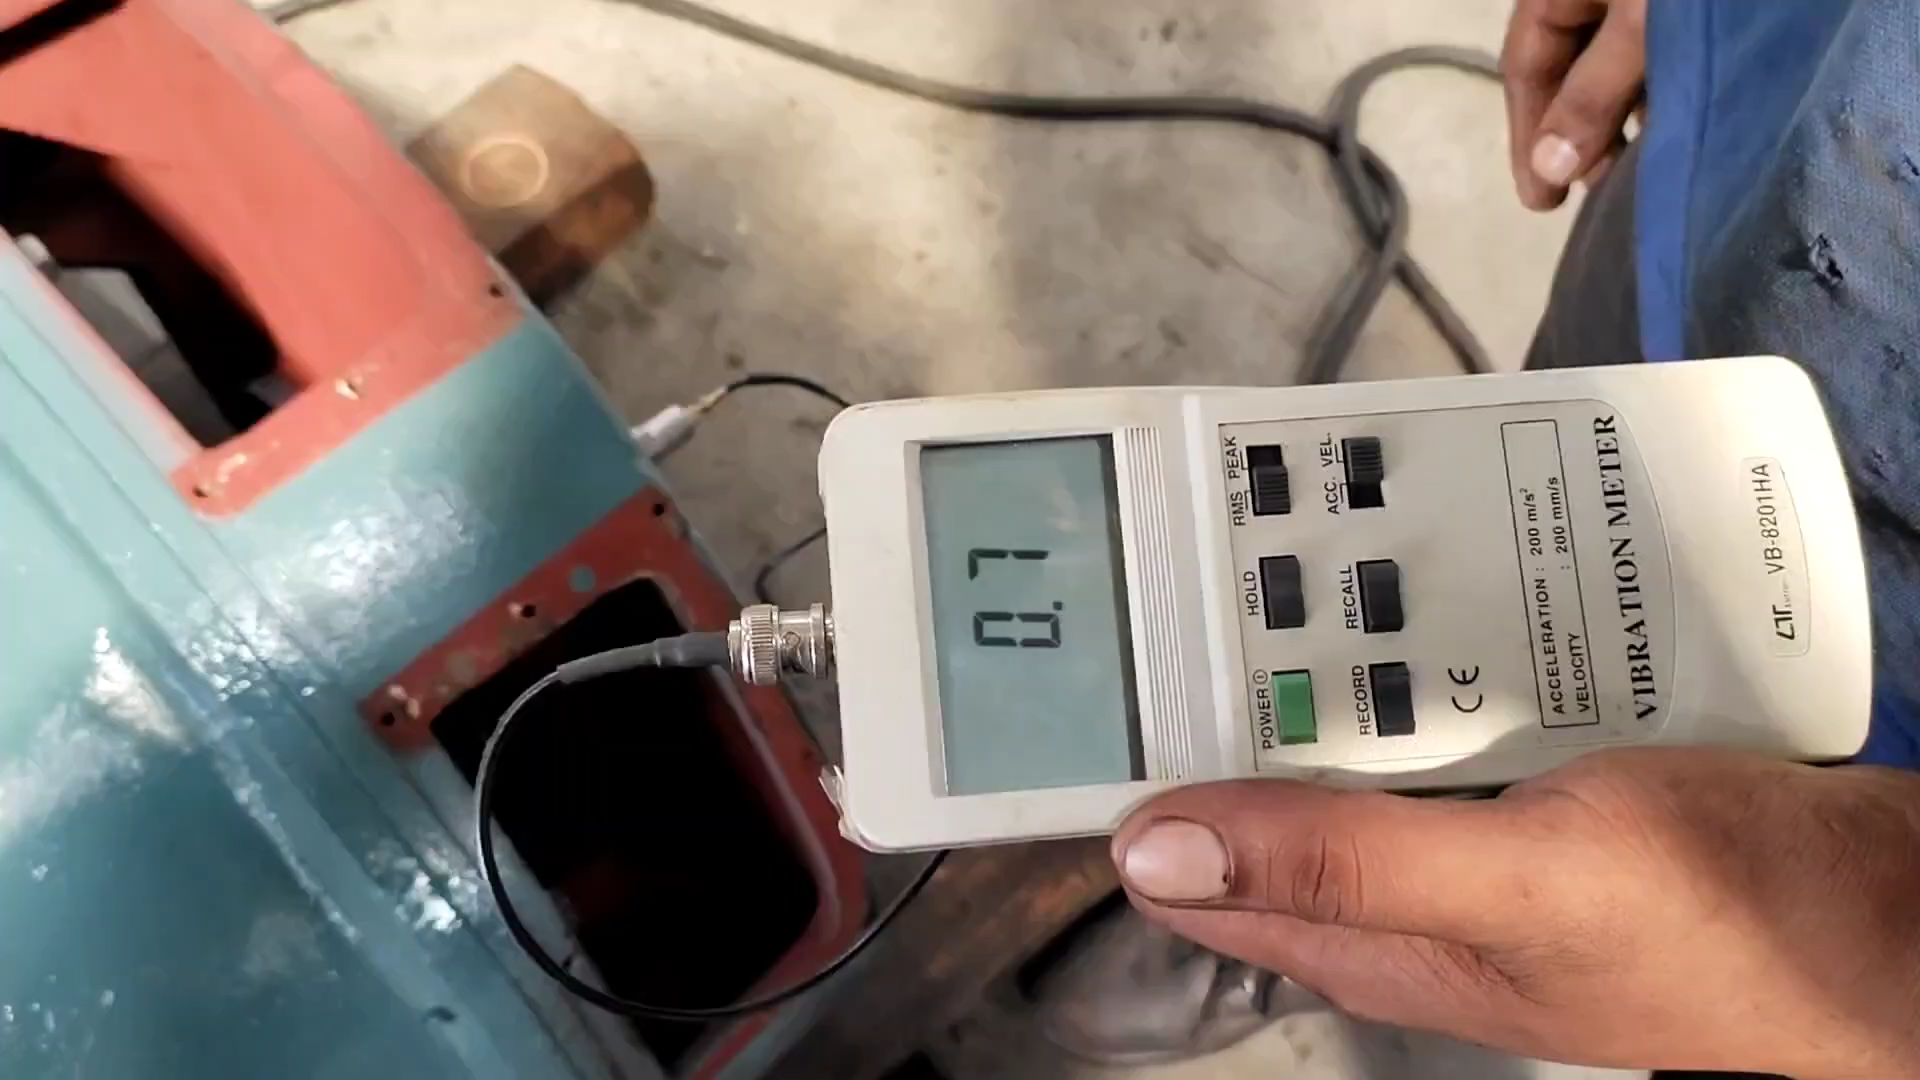 0.7
POWER HOLD RMS PEAK
RECORD RECALL ACC. VEL.
CE
ACCELERATION : 200 m/s²
VELOCITY : 200 mm/s
VIBRATION METER
VB-8201HA